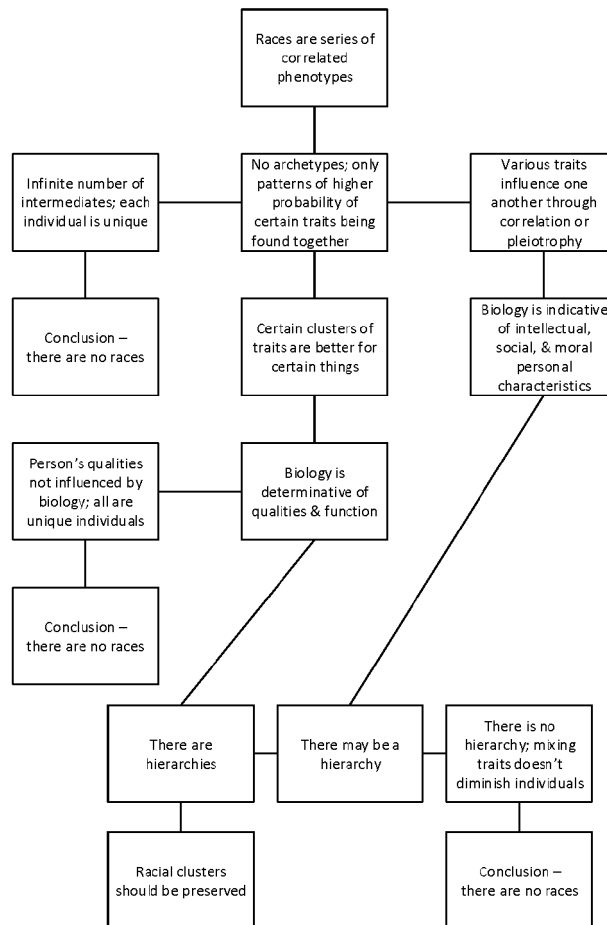 Races are series of
correlated
phenotypes
Infinite number of
intermediates; each
individual is unique
No archetypes; only
patterns of higher
probability of
certain traits being
found together
Various traits
influence one
another through
correlation or
pleiotrophy
Conclusion –
there are no races
Certain clusters of
traits are better for
certain things
Biology is indicative
of intellectual,
social, & moral
personal
characteristics
Person's qualities
not influenced by
biology; all are
unique individuals
Biology is
determinative of
qualities & function
Conclusion –
there are no races
There are
hierarchies
There may be a
hierarchy
There is no
hierarchy; mixing
traits doesn't
diminish individuals
Racial clusters
should be preserved
Conclusion –
there are no races